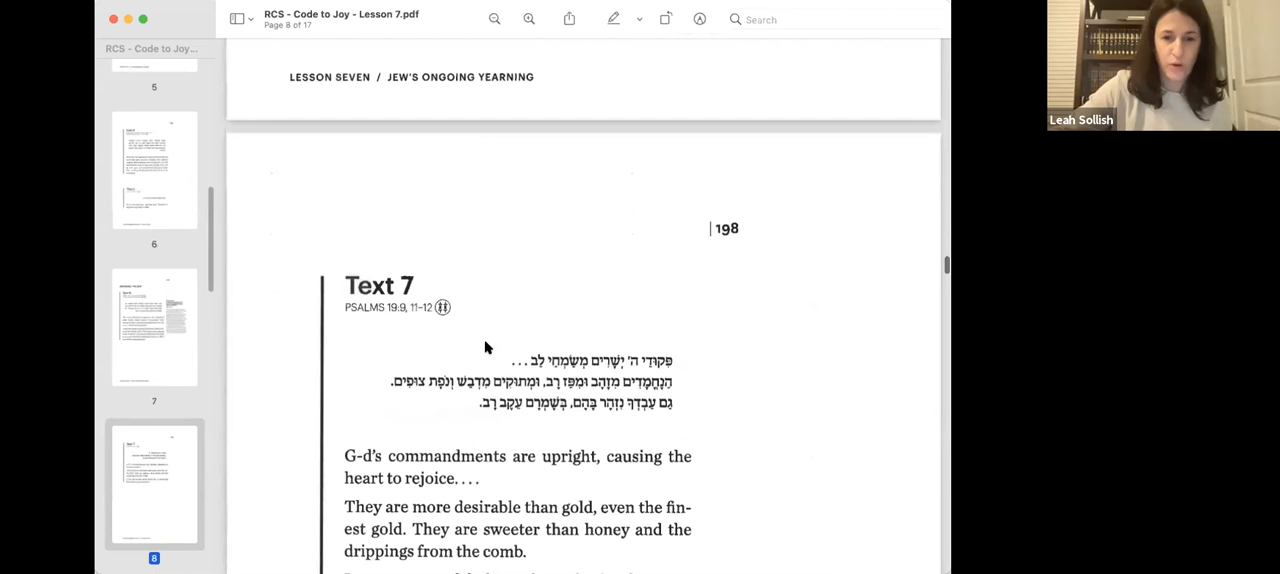 RCS - Code to Joy - Lesson 7.pdf
Page 8 of 17
Search
RCS - Code to Joy...
5
6
7
8
LESSON SEVEN / JEW'S ONGOING YEARNING
198
Text 7
PSALMS 19:9, 11–12
פִּקּוּדֵי ה' יְשָׁרִים מְשַׂמְּחֵי לֵב ...
הַנֶּחֱמָדִים מִזָּהָב וּמִפַּז רָב, וּמְתוּקִים מִדְּבַשׁ וְנֹפֶת צוּפִים.
גַּם עַבְדְּךָ נִזְהָר בָּהֶם, בְּשָׁמְרָם עֵקֶב רָב.
G-d's commandments are upright, causing the
heart to rejoice....
They are more desirable than gold, even the fin-
est gold. They are sweeter than honey and the
drippings from the comb.
Leah Sollish